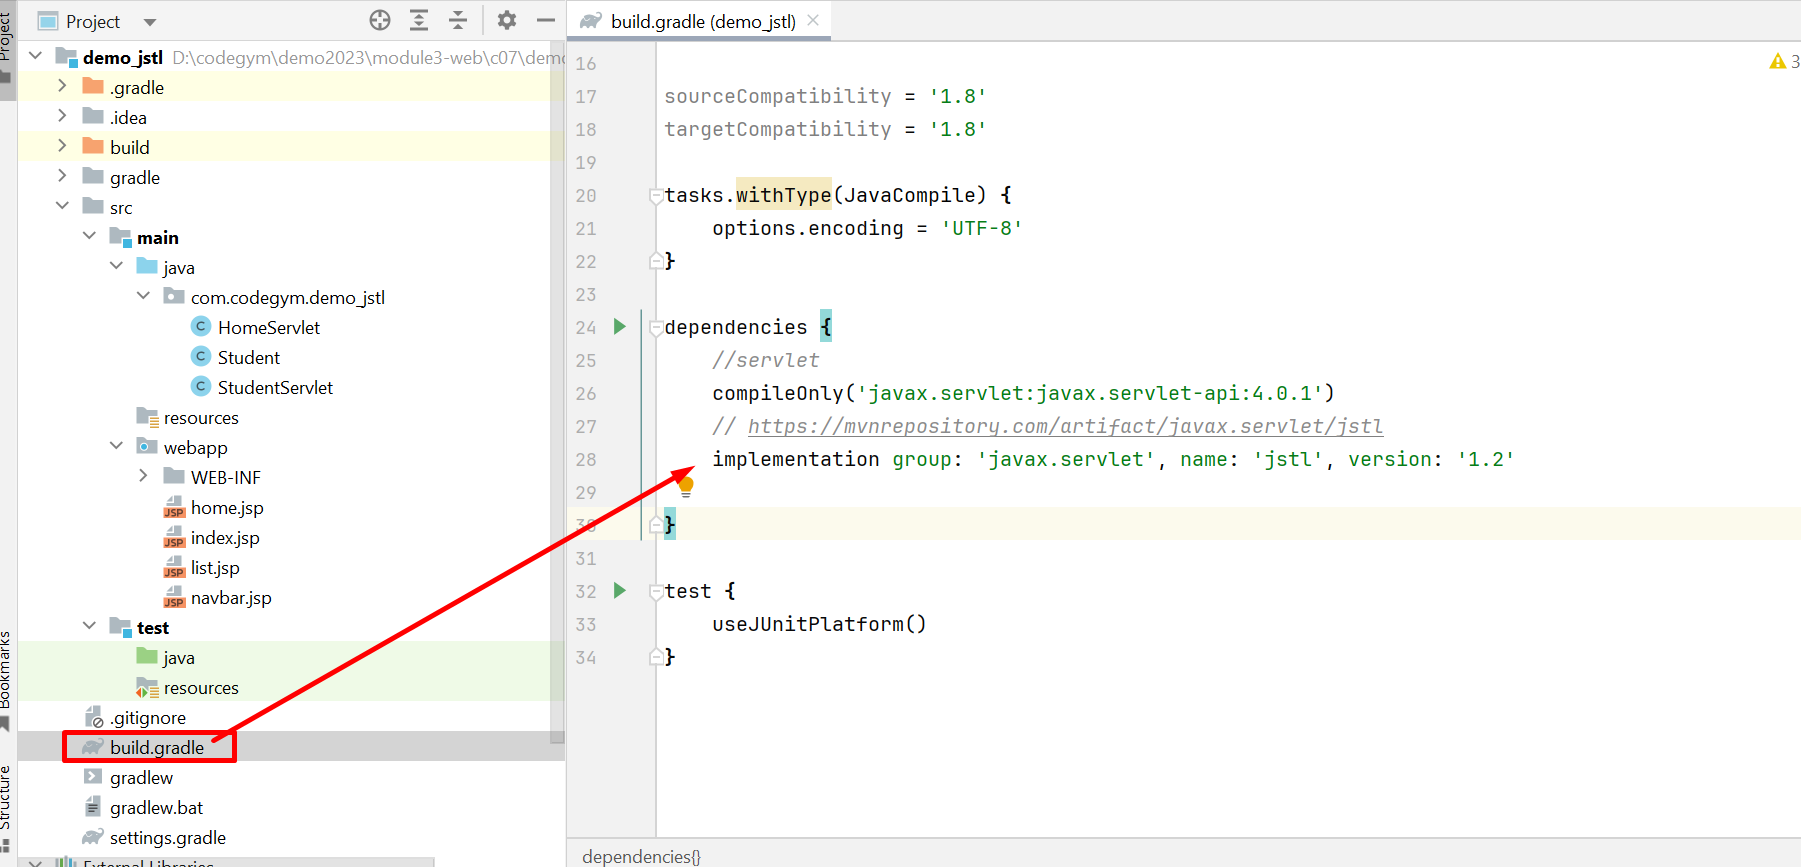 Project
Project
demo_jstl D:\codegym\demo2023\module3-web\c07\demo
.gradle
.idea
build
gradle
src
main
java
com.codegym.demo_jstl
C HomeServlet
C Student
C StudentServlet
resources
webapp
WEB-INF
JSP home.jsp
JSP index.jsp
JSP list.jsp
JSP navbar.jsp
test
java
resources
.gitignore
build.gradle
gradlew
gradlew.bat
settings.gradle
External Libraries
Bookmarks
Structure
build.gradle (demo_jstl)
3
16
17 sourceCompatibility = '1.8'
18 targetCompatibility = '1.8'
19
20 tasks.withType(JavaCompile) {
21 options.encoding = 'UTF-8'
22 }
23
24 dependencies {
25 //servlet
26 compileOnly('javax.servlet:javax.servlet-api:4.0.1')
27 // https://mvnrepository.com/artifact/javax.servlet/jstl
28 implementation group: 'javax.servlet', name: 'jstl', version: '1.2'
29
30 }
31
32 test {
33 useJUnitPlatform()
34 }
dependencies{}